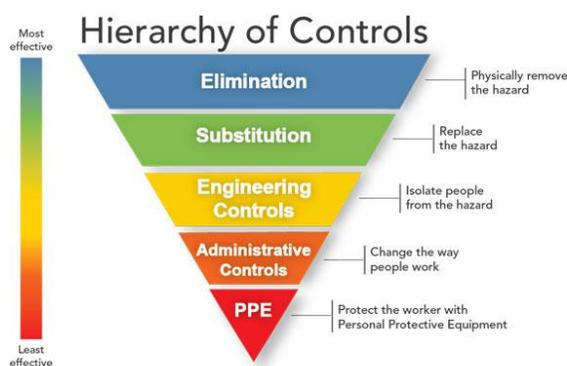 Hierarchy of Controls
Most
effective
Elimination
Physically remove
the hazard
Substitution
Replace
the hazard
Engineering
Controls
Isolate people
from the hazard
Administrative
Controls
Change the way
people work
PPE
Protect the worker with
Personal Protective Equipment
Least
effective